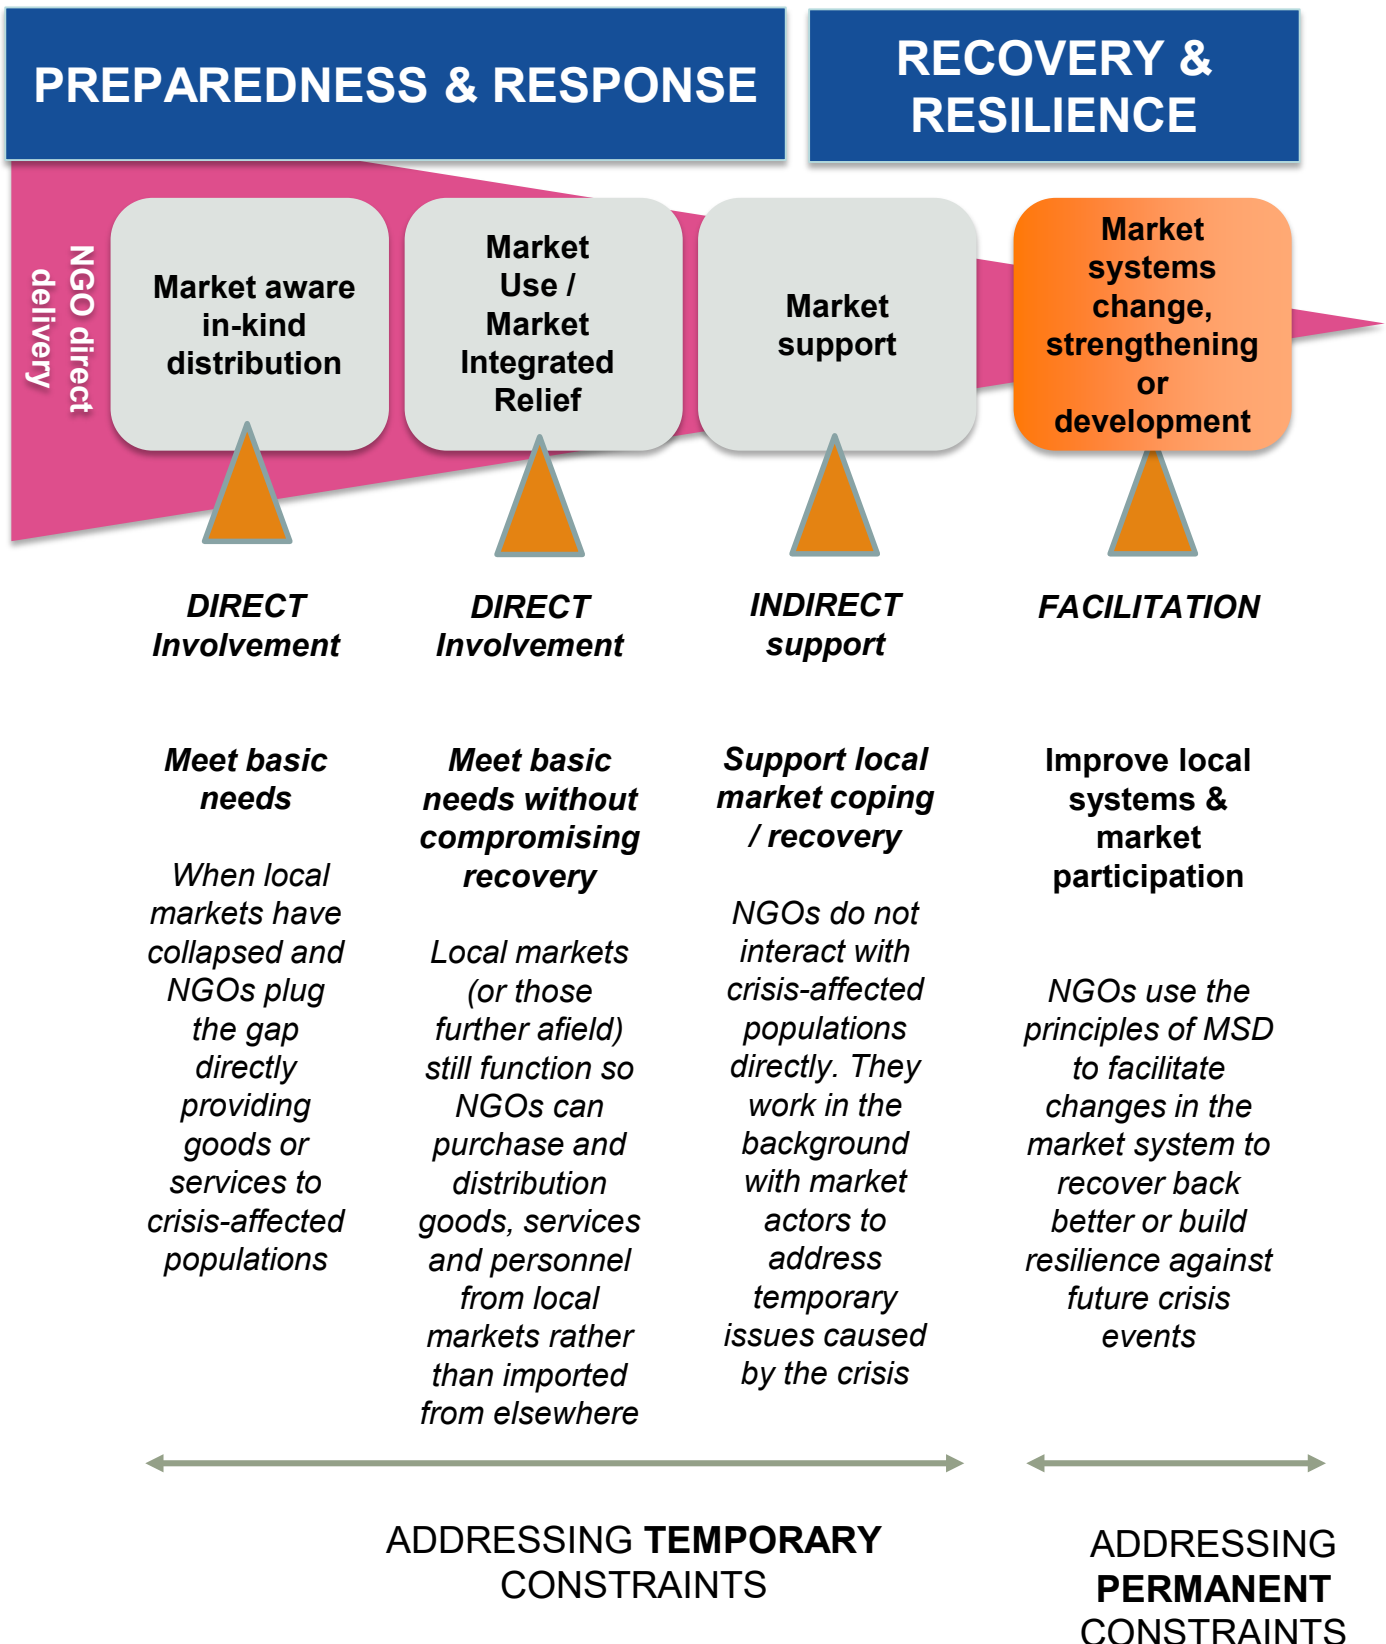 PREPAREDNESS & RESPONSE
RECOVERY &
RESILIENCE
NGO direct
delivery
Market aware
in-kind
distribution
Market
Use /
Market
Integrated
Relief
Market
support
Market
systems
change,
strengthening
or
development
DIRECT
Involvement
DIRECT
Involvement
INDIRECT
support
FACILITATION
Meet basic
needs
When local
markets have
collapsed and
NGOs plug
the gap
directly
providing
goods or
services to
crisis-affected
populations
Meet basic
needs without
compromising
recovery
Local markets
(or those
further afield)
still function so
NGOs can
purchase and
distribution
goods, services
and personnel
from local
markets rather
than imported
from elsewhere
Support local
market coping
/ recovery
NGOs do not
interact with
crisis-affected
populations
directly. They
work in the
background
with market
actors to
address
temporary
issues caused
by the crisis
Improve local
systems &
market
participation
NGOs use the
principles of MSD
to facilitate
changes in the
market system to
recover back
better or build
resilience against
future crisis
events
ADDRESSING TEMPORARY
CONSTRAINTS
ADDRESSING
PERMANENT
CONSTRAINTS